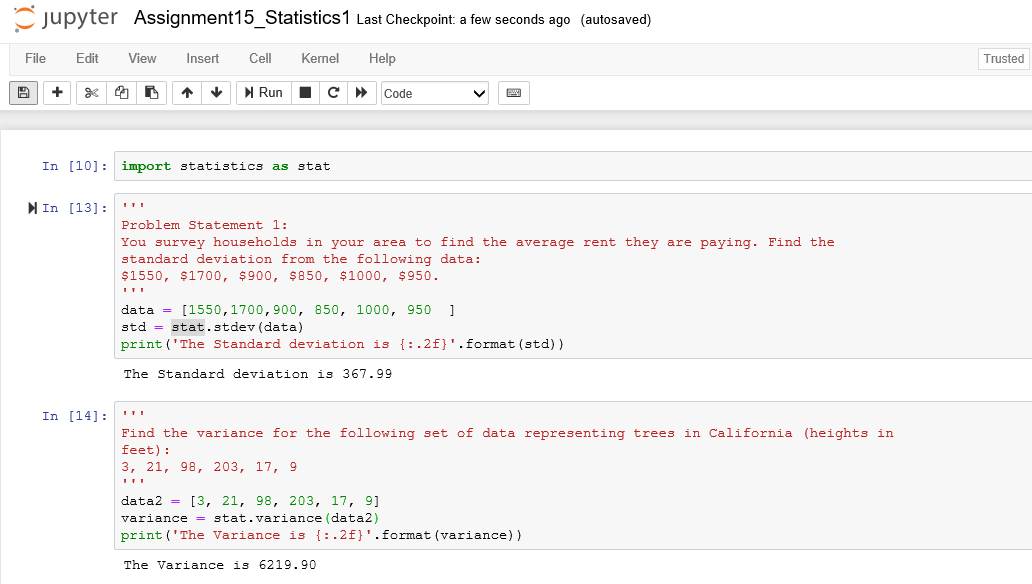 jupyter Assignment15_Statistics1 Last Checkpoint: a few seconds ago (autosaved)
File Edit View Insert Cell Kernel Help Trusted
Run Code
In [10]: import statistics as stat
In [13]: '''
Problem Statement 1:
You survey households in your area to find the average rent they are paying. Find the
standard deviation from the following data:
$1550, $1700, $900, $850, $1000, $950.
'''
data = [1550,1700,900, 850, 1000, 950  ]
std = stat.stdev(data)
print('The Standard deviation is {:.2f}'.format(std))
The Standard deviation is 367.99
In [14]: '''
Find the variance for the following set of data representing trees in California (heights in
feet):
3, 21, 98, 203, 17, 9
'''
data2 = [3, 21, 98, 203, 17, 9]
variance = stat.variance(data2)
print('The Variance is {:.2f}'.format(variance))
The Variance is 6219.90